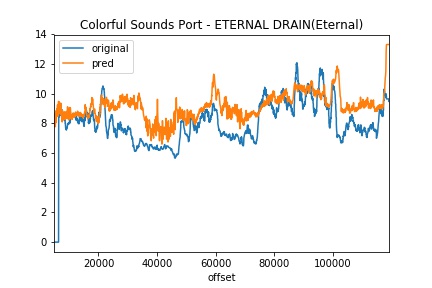 Colorful Sounds Port - ETERNAL DRAIN(Eternal)
14
12
10
8
6
4
2
0
original
pred
20000 40000 60000 80000 100000
offset